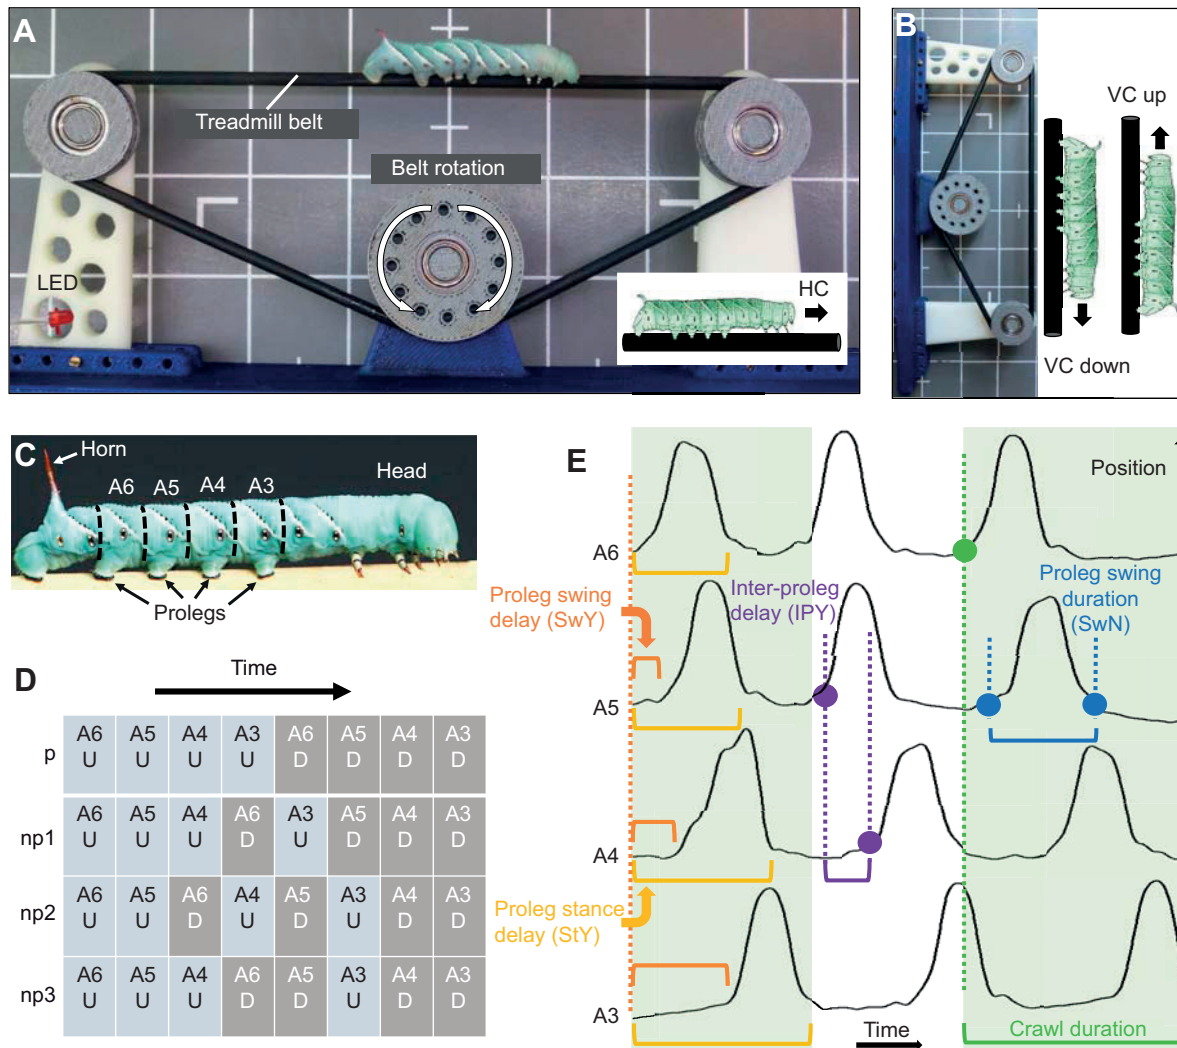 A
Treadmill belt
Belt rotation
LED
HC
B
VC up
VC down
C
Horn
A6 A5 A4 A3
Head
Prolegs
D
Time
p
A6 A5 A4 A3 A6 A5 A4 A3
U U U U D D D D
np1
A6 A5 A4 A6 A3 A5 A4 A3
U U U D U D D D
np2
A6 A5 A6 A4 A5 A3 A4 A3
U U D U D U D D
np3
A6 A5 A4 A6 A5 A3 A4 A3
U U U D D U D D
E
Position
A6
Proleg swing
delay (SwY)
Inter-proleg
delay (IPY)
Proleg swing
duration
(SwN)
A5
A4
Proleg stance
delay (StY)
A3
Time
Crawl duration